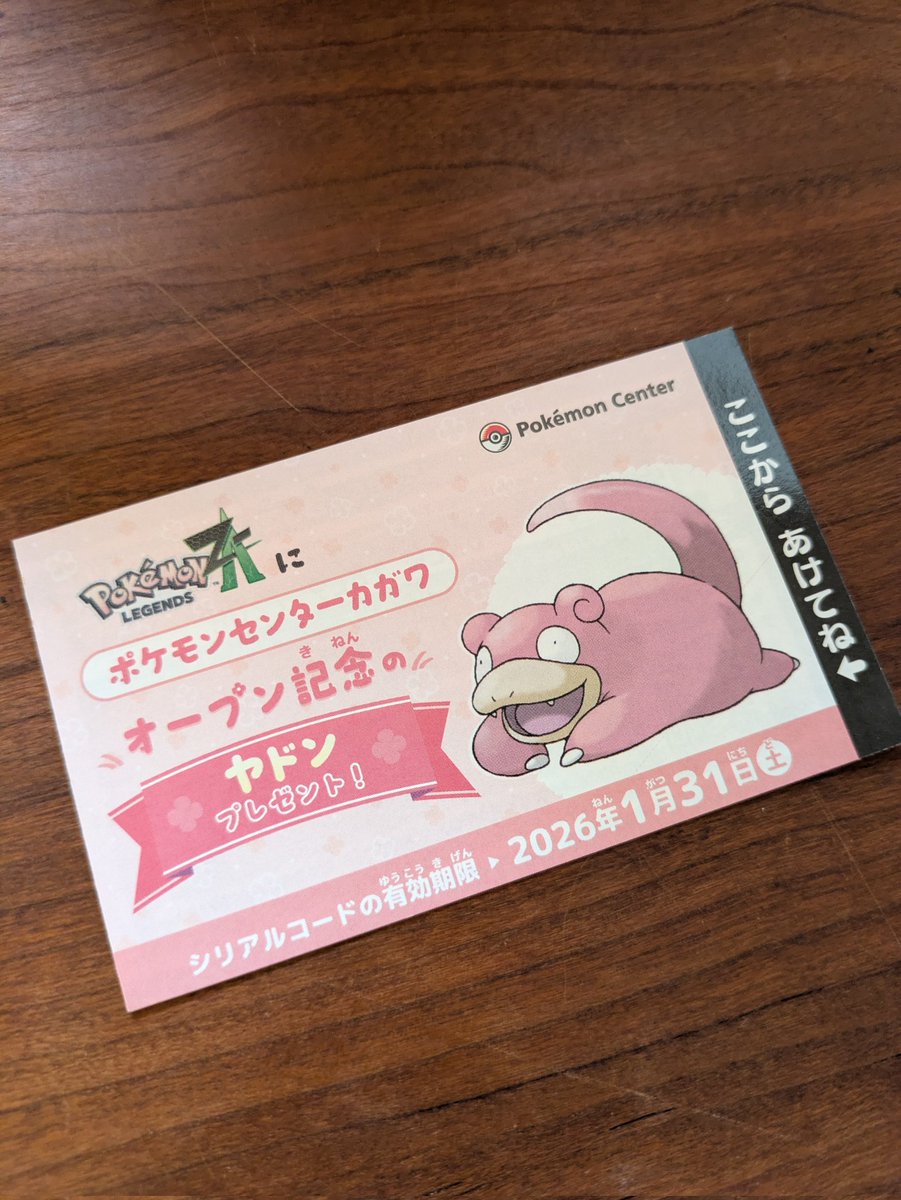 Pokémon Center
Pokémon LEGENDS Z-A に
ポケモンセンターカガワ
オープン記念の
きねん
ヤドン
プレゼント！
シリアルコードの有効期限▶2026年1月31日土
ゆうこうきげん ねん がつ にち ど
ここから あけてね←